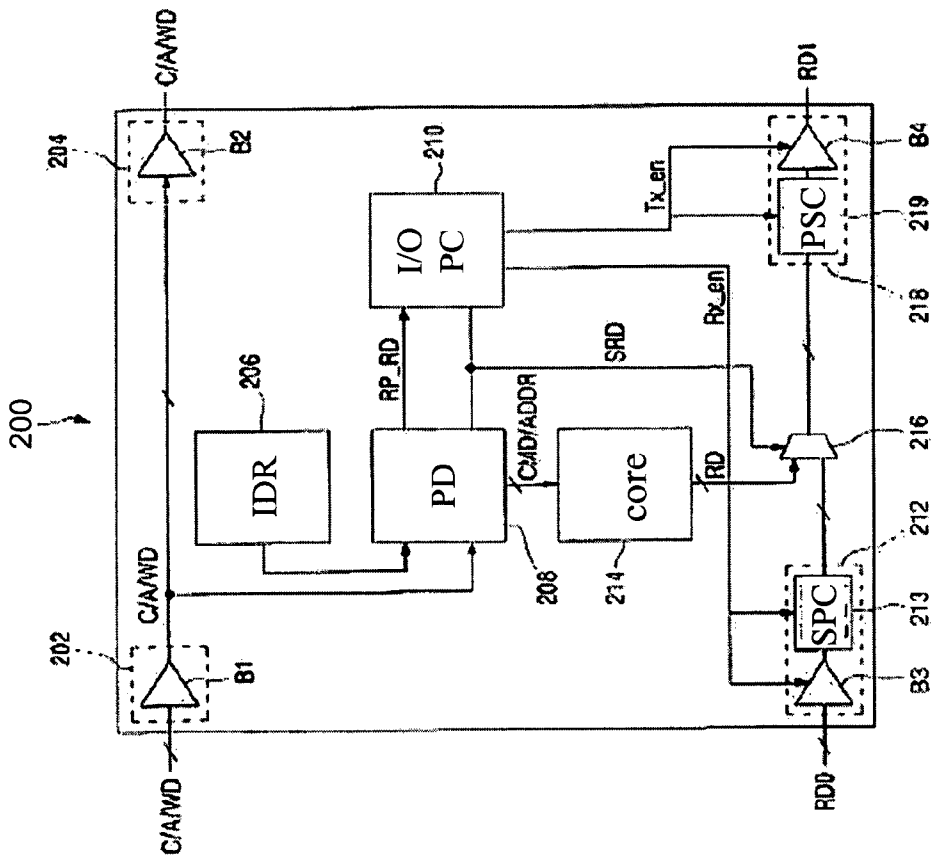 200
C/A/WD
202
B1
C/A/WD
204
B2
C/A/WD
206
IDR
208
PD
RP_RD
210
I/O
PC
CMD/ADDR
214
core
SRD
RD
Rx_en
Tx_en
RD0
B3
SPC
213
212
216
218
PSC
219
B4
RD1